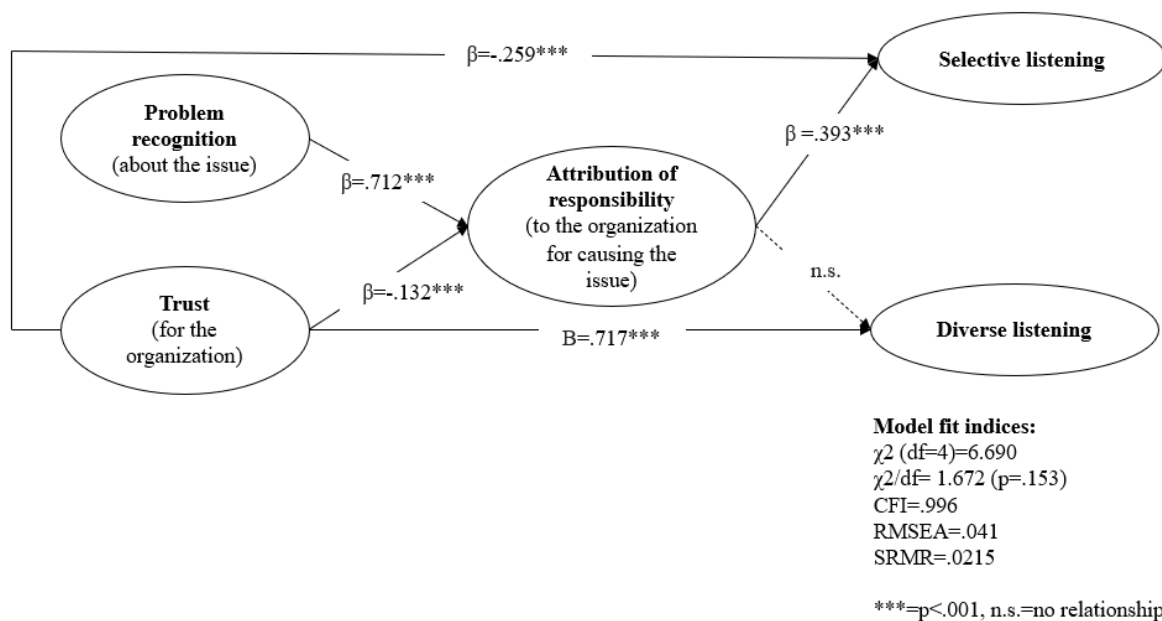 β=-.259***
Selective listening
Problem
recognition
(about the issue)
β=.712***
β =.393***
Attribution of
responsibility
(to the organization
for causing the
issue)
n.s.
β=-.132***
Trust
(for the
organization)
B=.717***
Diverse listening
Model fit indices:
χ2 (df=4)=6.690
χ2/df= 1.672 (p=.153)
CFI=.996
RMSEA=.041
SRMR=.0215
***=p<.001, n.s.=no relationship